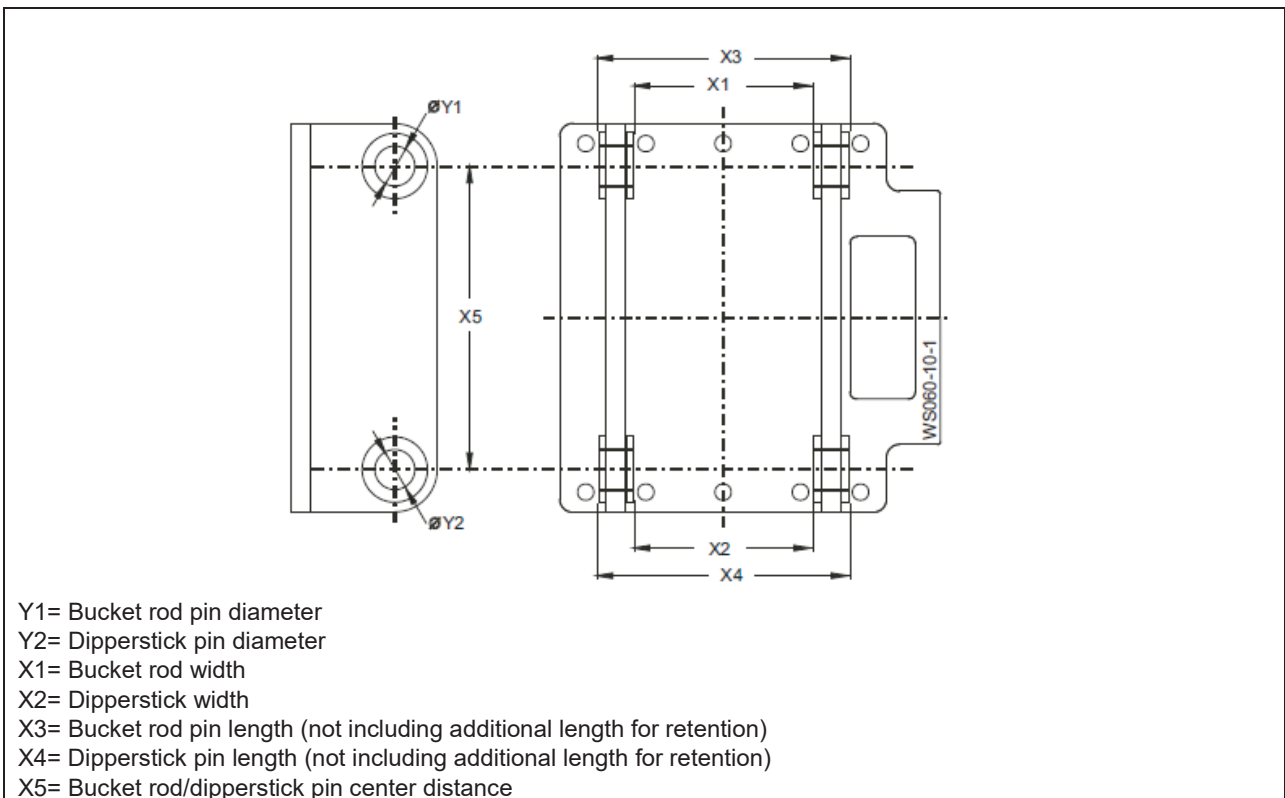 X3
X1
ØY1
X5
WS060-10-1
ØY2
X2
X4
Y1= Bucket rod pin diameter
Y2= Dipperstick pin diameter
X1= Bucket rod width
X2= Dipperstick width
X3= Bucket rod pin length (not including additional length for retention)
X4= Dipperstick pin length (not including additional length for retention)
X5= Bucket rod/dipperstick pin center distance